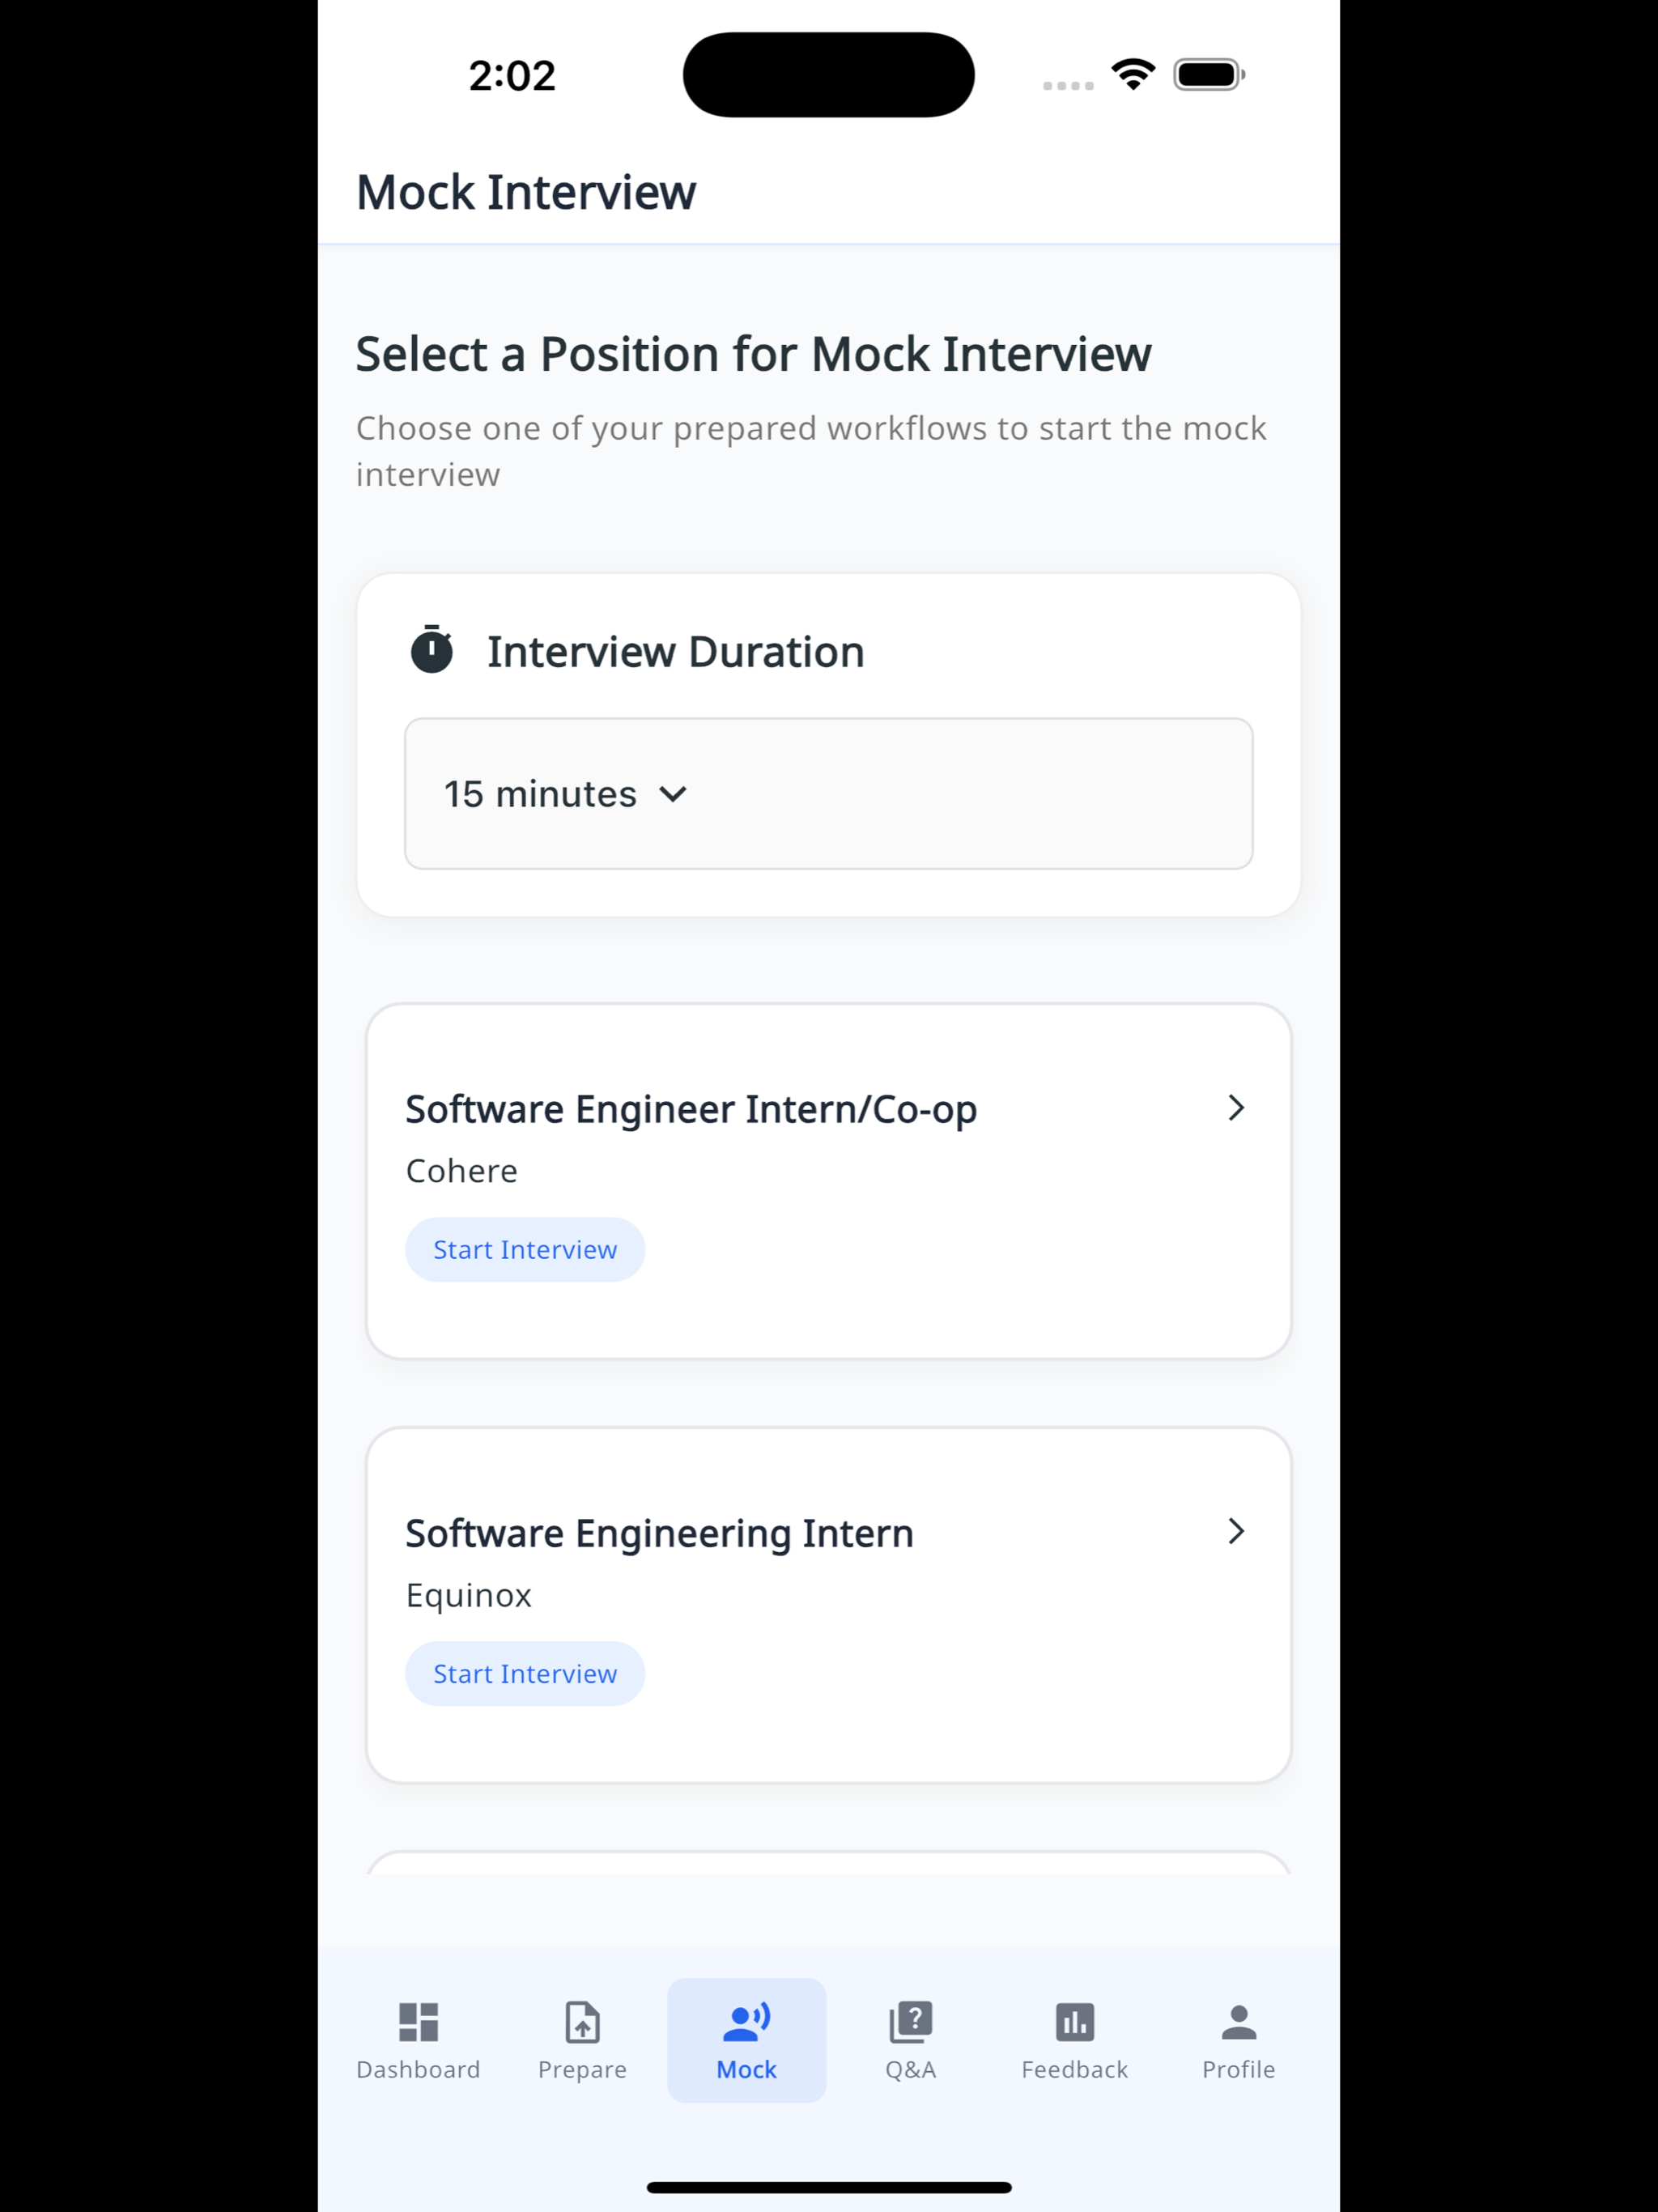 2:02
Mock Interview
Select a Position for Mock Interview
Choose one of your prepared workflows to start the mock
interview
Interview Duration
15 minutes
Software Engineer Intern/Co-op
Cohere
Start Interview
Software Engineering Intern
Equinox
Start Interview
Dashboard
Prepare
Mock
Q&A
Feedback
Profile